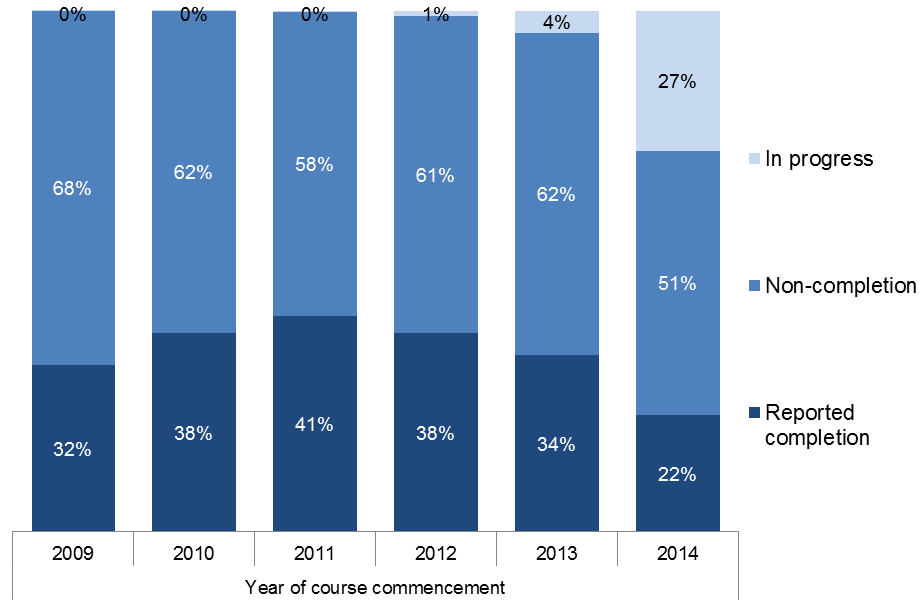 0% 0% 0% 1% 4% 27%
68% 62% 58% 61% 62% 51%
32% 38% 41% 38% 34% 22%
In progress
Non-completion
Reported
completion
2009 2010 2011 2012 2013 2014
Year of course commencement